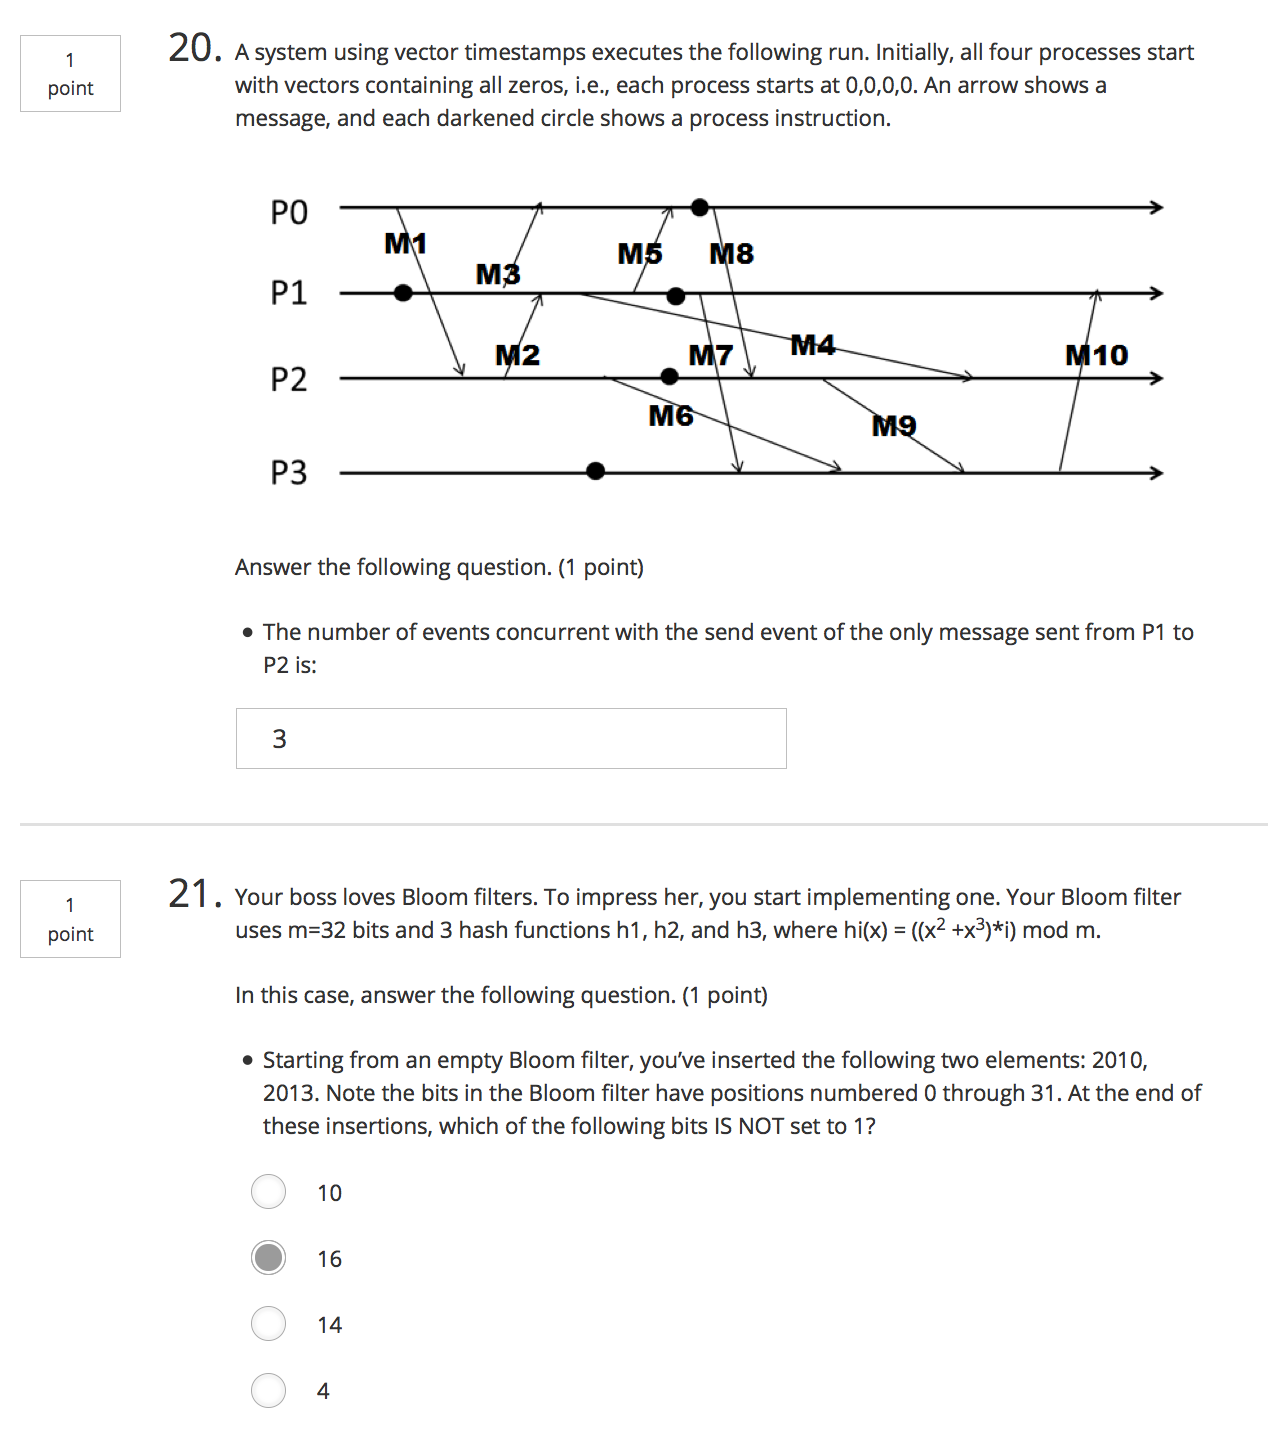 1
point
20. A system using vector timestamps executes the following run. Initially, all four processes start
with vectors containing all zeros, i.e., each process starts at 0,0,0,0. An arrow shows a
message, and each darkened circle shows a process instruction.
P0
M1
M5
M8
M3
P1
M2
M7
M4
M10
P2
M6
M9
P3
Answer the following question. (1 point)
• The number of events concurrent with the send event of the only message sent from P1 to
P2 is:
3
1
point
21. Your boss loves Bloom filters. To impress her, you start implementing one. Your Bloom filter
uses m=32 bits and 3 hash functions h1, h2, and h3, where hi(x) = ((x² +x³)*i) mod m.
In this case, answer the following question. (1 point)
• Starting from an empty Bloom filter, you’ve inserted the following two elements: 2010,
2013. Note the bits in the Bloom filter have positions numbered 0 through 31. At the end of
these insertions, which of the following bits IS NOT set to 1?
10
16
14
4